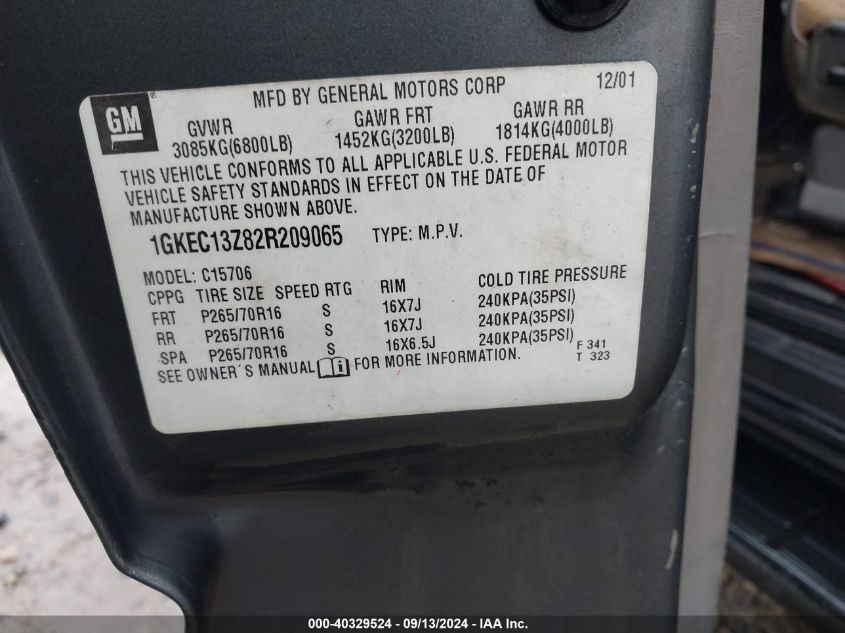 GM
MFD BY GENERAL MOTORS CORP 12/01
GVWR GAWR FRT GAWR RR
3085KG(6800LB) 1452KG(3200LB) 1814KG(4000LB)
THIS VEHICLE CONFORMS TO ALL APPLICABLE U.S. FEDERAL MOTOR
VEHICLE SAFETY STANDARDS IN EFFECT ON THE DATE OF
MANUFACTURE SHOWN ABOVE.
1GKEC13Z82R209065 TYPE: M.P.V.
MODEL: C15706
CPPG TIRE SIZE SPEED RTG RIM COLD TIRE PRESSURE
FRT P265/70R16 S 16X7J 240KPA(35PSI)
RR P265/70R16 S 16X7J 240KPA(35PSI)
SPA P265/70R16 S 16X6.5J 240KPA(35PSI) F 341
SEE OWNER'S MANUAL i FOR MORE INFORMATION. T 323
000-40329524 - 09/13/2024 - IAA Inc.